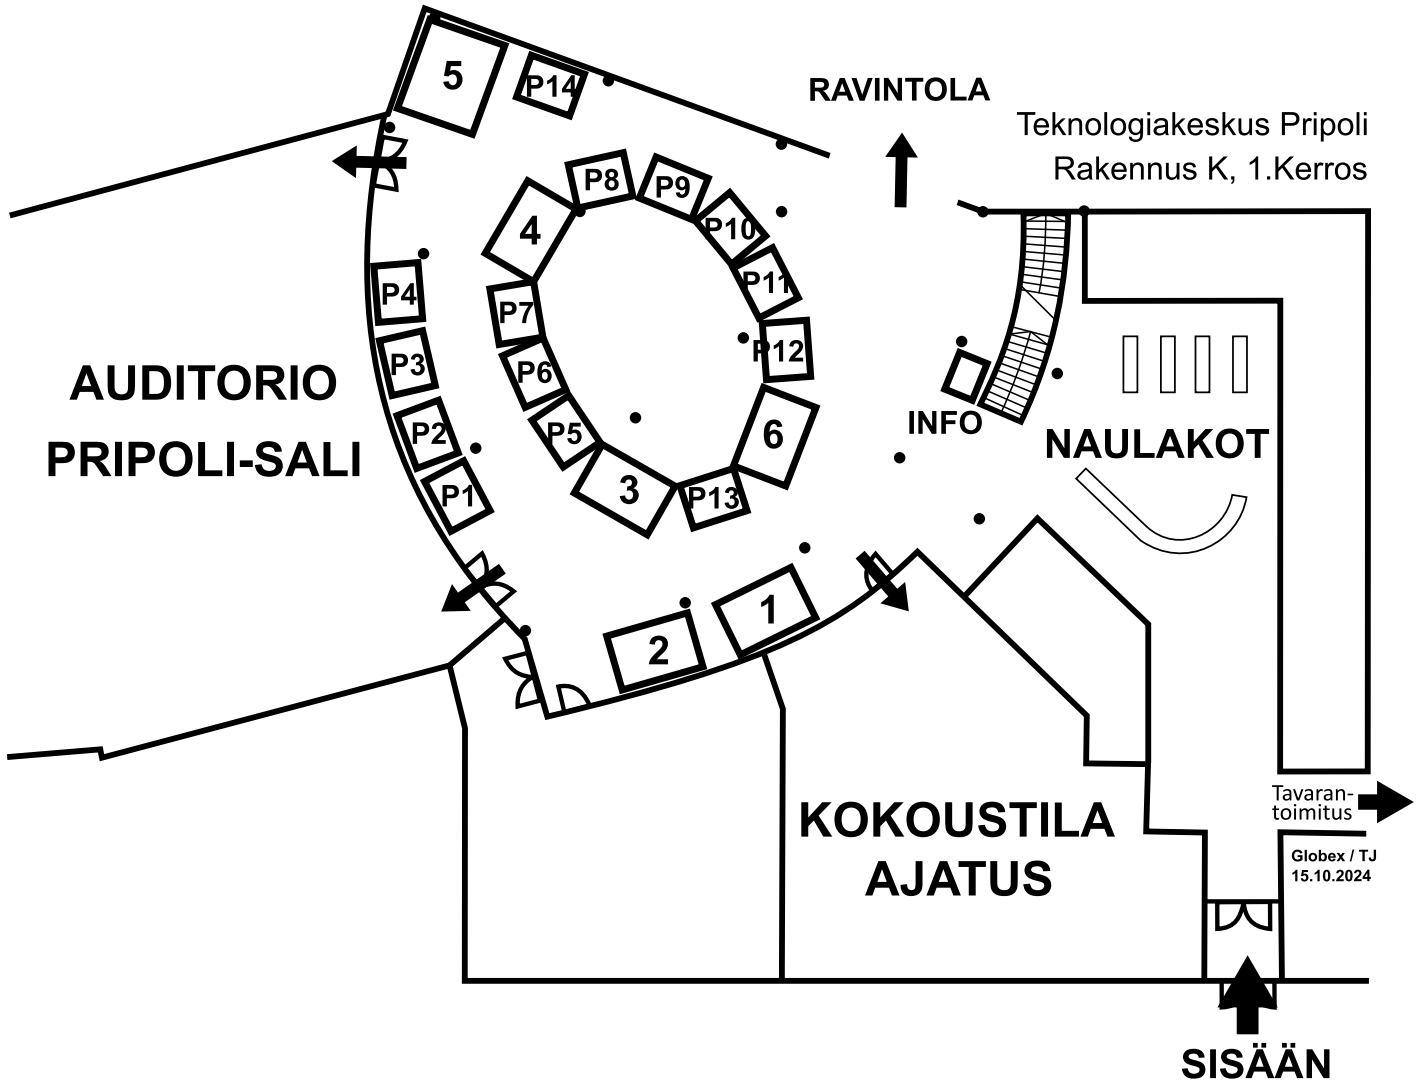 5
P14
RAVINTOLA
Teknologiakeskus Pripoli
Rakennus K, 1.Kerros
P8
P9
4
P10
P11
P4
P7
P12
P3
P6
P2
P5
6
INFO
NAULAKOT
AUDITORIO
PRIPOLI-SALI
P1
3
P13
1
2
KOKOUSTILA
AJATUS
Tavaran-
toimitus
Globex / TJ
15.10.2024
SISÄÄN